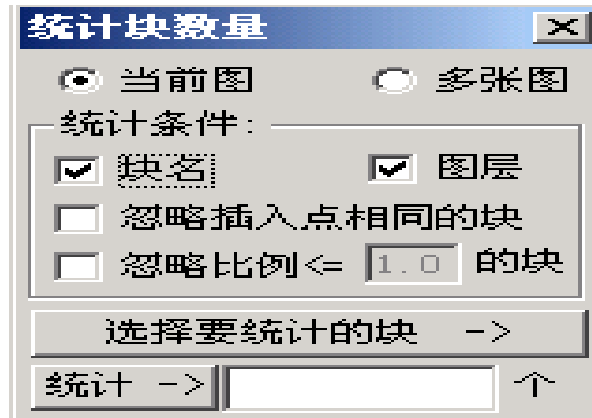 统计块数量
当前图 多张图
统计条件:
块名 图层
忽略插入点相同的块
忽略比例<= 1.0 的块
选择要统计的块 ->
统计 -> 个